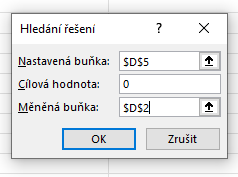 Hledání řešení ? ×
Nastavená buňka: $D$5
Cílová hodnota: 0
Měněná buňka: $D$2
OK Zrušit